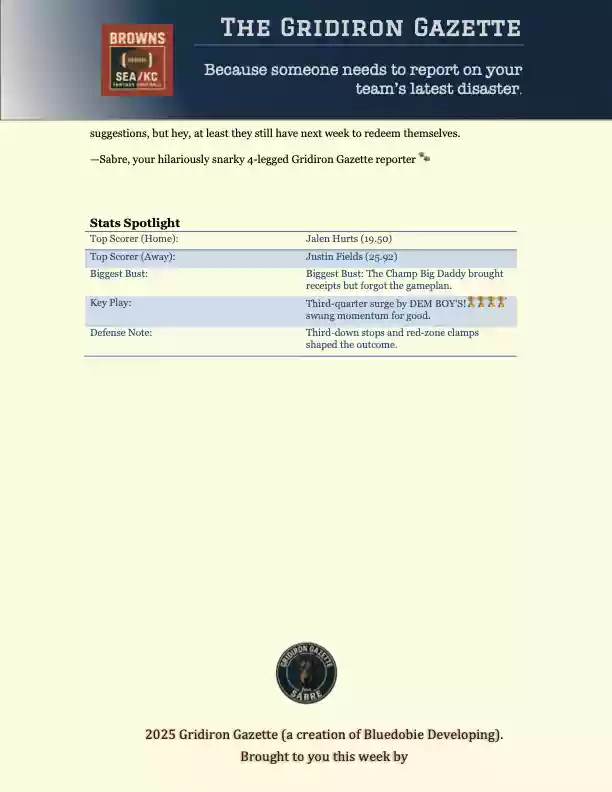 THE GRIDIRON GAZETTE
BROWNS
SEA/KC
FANTASY FOOTBALL
Because someone needs to report on your
team's latest disaster.
suggestions, but hey, at least they still have next week to redeem themselves.
—Sabre, your hilariously snarky 4-legged Gridiron Gazette reporter 🐾
Stats Spotlight
Top Scorer (Home): Jalen Hurts (19.50)
Top Scorer (Away): Justin Fields (25.92)
Biggest Bust: Biggest Bust: The Champ Big Daddy brought
receipts but forgot the gameplan.
Key Play: Third-quarter surge by DEM BOY'S!🏆🏆🏆🏆
swung momentum for good.
Defense Note: Third-down stops and red-zone clamps
shaped the outcome.
GRIDIRON GAZETTE
SABRE
2025 Gridiron Gazette (a creation of Bluedobie Developing).
Brought to you this week by